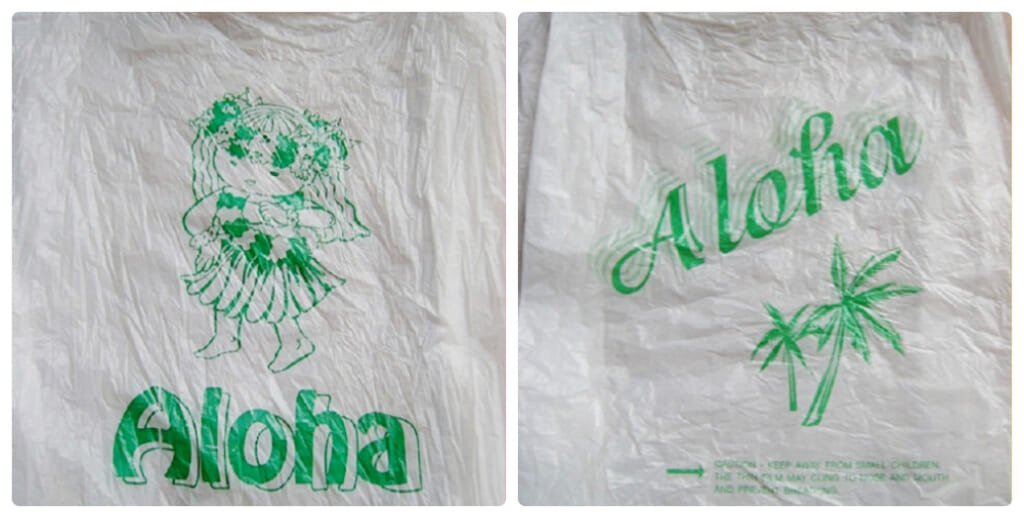 Aloha
Aloha
CAUTION - KEEP AWAY FROM SMALL CHILDREN.
THE THIN FILM MAY CLING TO NOSE AND MOUTH
AND PREVENT BREATHING.